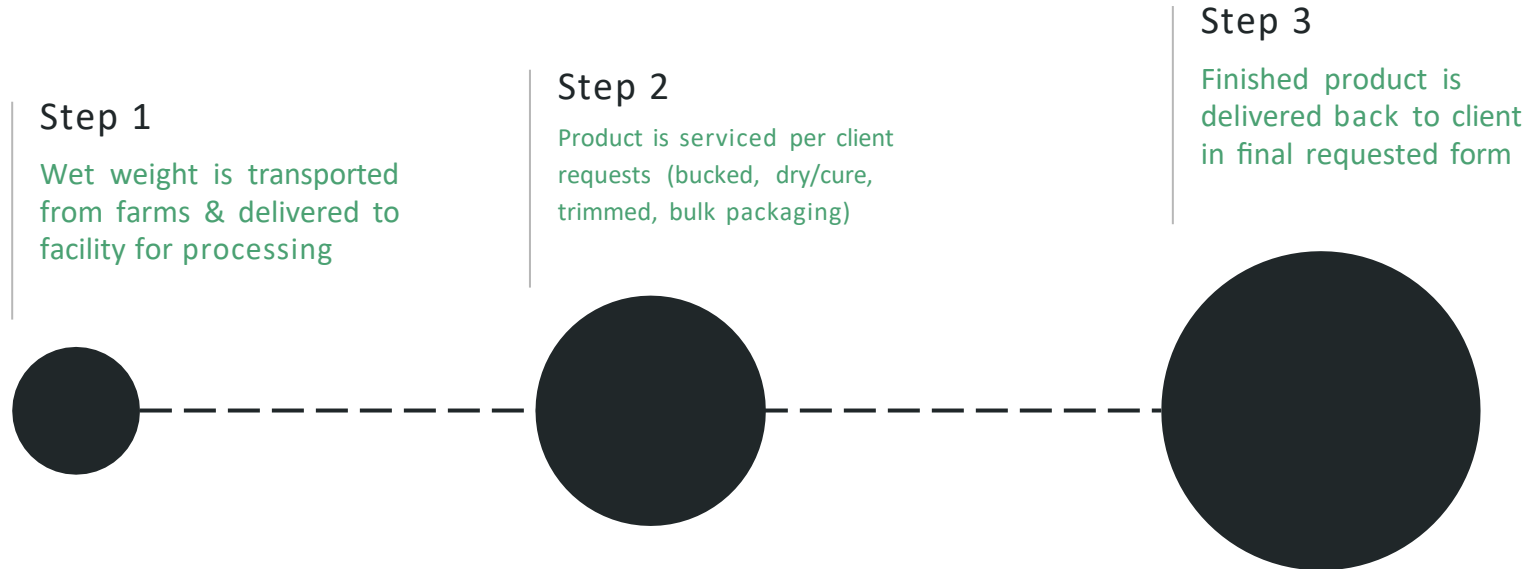 Step 1
Wet weight is transported
from farms & delivered to
facility for processing
Step 2
Product is serviced per client
requests (bucked, dry/cure,
trimmed, bulk packaging)
Step 3
Finished product is
delivered back to client
in final requested form